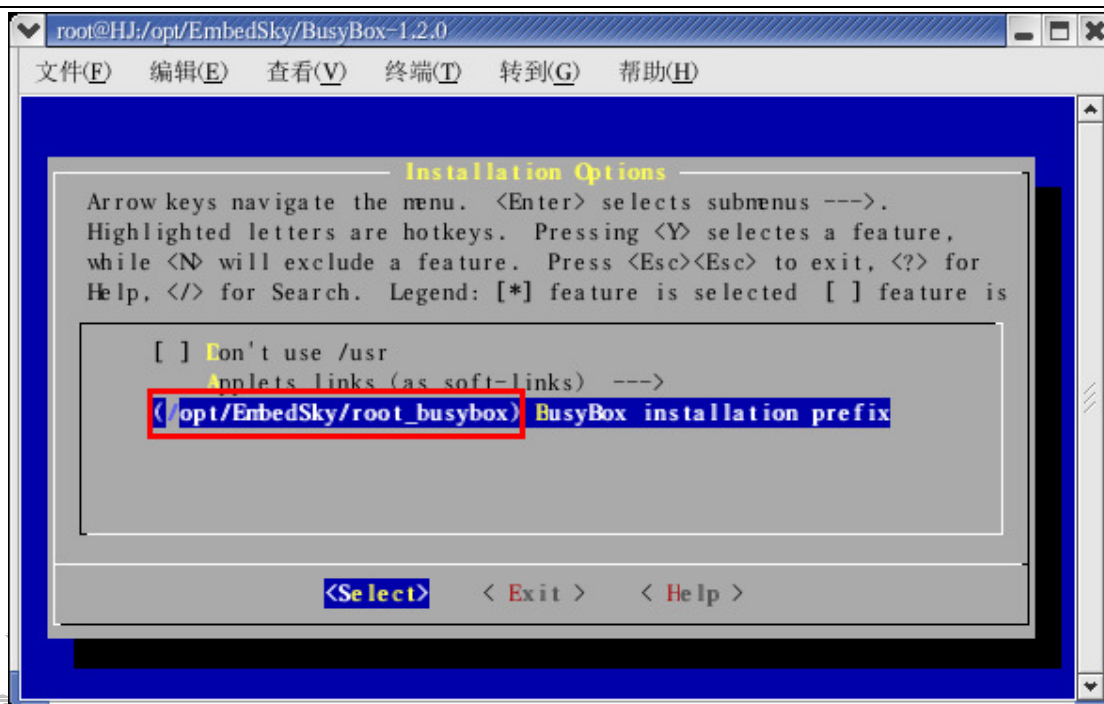 root@HJ:/opt/EmbedSky/BusyBox-1.2.0
文件(F) 编辑(E) 查看(V) 终端(T) 转到(G) 帮助(H)
Installation Options
Arrow keys navigate the menu. <Enter> selects submenus --->.
Highlighted letters are hotkeys. Pressing <Y> selectes a feature,
while <N> will exclude a feature. Press <Esc><Esc> to exit, <?> for
Help, </> for Search. Legend: [*] feature is selected [ ] feature is
[ ] Don't use /usr
Applets links (as soft-links) --->
(/opt/EmbedSky/root_busybox) BusyBox installation prefix
<Select> < Exit > < Help >